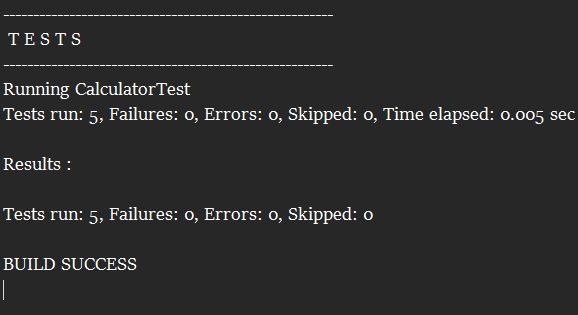 -------------------------------------------------------
T E S T S
-------------------------------------------------------
Running CalculatorTest
Tests run: 5, Failures: 0, Errors: 0, Skipped: 0, Time elapsed: 0.005 sec
Results :
Tests run: 5, Failures: 0, Errors: 0, Skipped: 0
BUILD SUCCESS